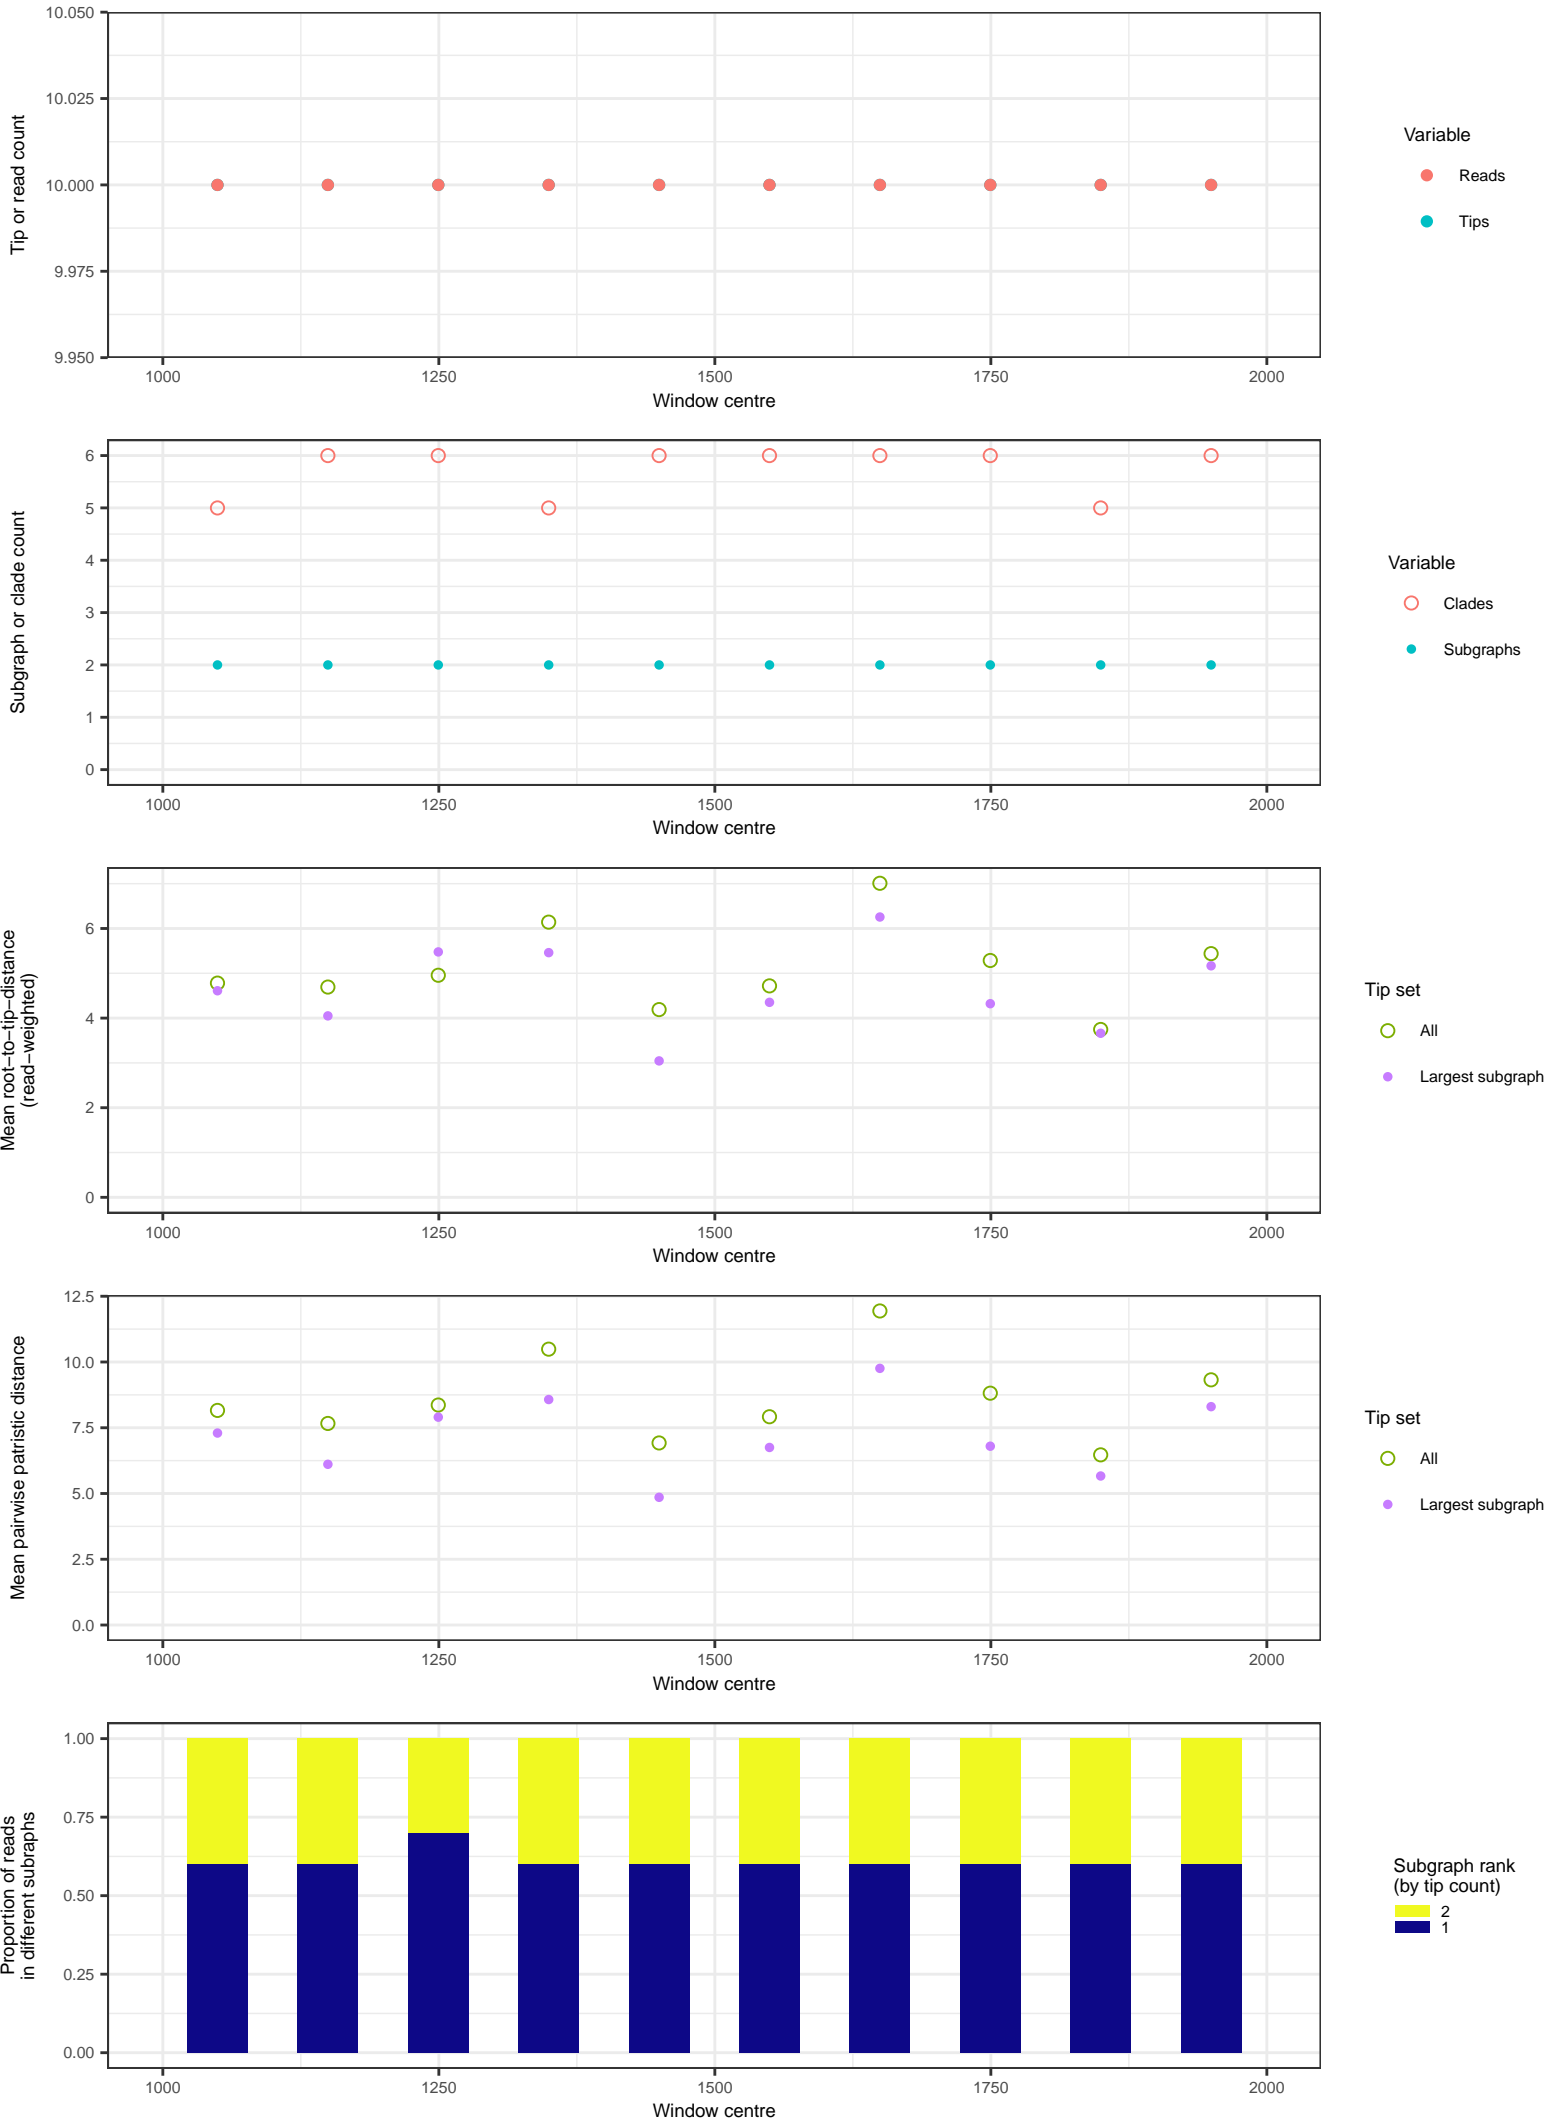 10.050
10.025
10.000
9.975
9.950
Tip or read count
1000 1250 1500 1750 2000
Window centre
Variable
Reads
Tips
6
5
4
3
2
1
0
Subgraph or clade count
1000 1250 1500 1750 2000
Window centre
Variable
Clades
Subgraphs
6
4
2
0
Mean root−to−tip−distance
(read−weighted)
1000 1250 1500 1750 2000
Window centre
Tip set
All
Largest subgraph
12.5
10.0
7.5
5.0
2.5
0.0
Mean pairwise patristic distance
1000 1250 1500 1750 2000
Window centre
Tip set
All
Largest subgraph
1.00
0.75
0.50
0.25
0.00
Proportion of reads
in different subraphs
1000 1250 1500 1750 2000
Window centre
Subgraph rank
(by tip count)
2
1